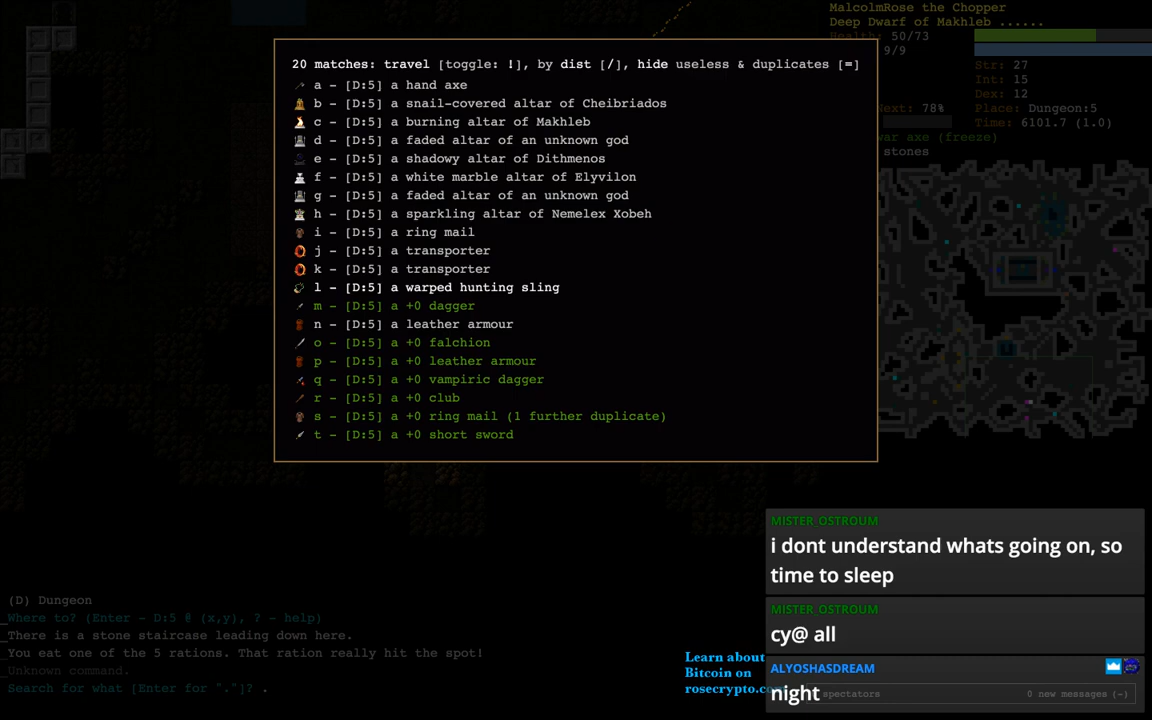 MalcolmRose the Chopper
Deep Dwarf of Makhleb ......
Health: 50/73
9/9
Str: 27
Int: 15
Dex: 12
Next: 78% Place: Dungeon:5
Time: 6101.7 (1.0)
war axe (freeze)
stones
20 matches: travel [toggle: !], by dist [/], hide useless & duplicates [=]
a - [D:5] a hand axe
b - [D:5] a snail-covered altar of Cheibriados
c - [D:5] a burning altar of Makhleb
d - [D:5] a faded altar of an unknown god
e - [D:5] a shadowy altar of Dithmenos
f - [D:5] a white marble altar of Elyvilon
g - [D:5] a faded altar of an unknown god
h - [D:5] a sparkling altar of Nemelex Xobeh
i - [D:5] a ring mail
j - [D:5] a transporter
k - [D:5] a transporter
l - [D:5] a warped hunting sling
m - [D:5] a +0 dagger
n - [D:5] a leather armour
o - [D:5] a +0 falchion
p - [D:5] a +0 leather armour
q - [D:5] a +0 vampiric dagger
r - [D:5] a +0 club
s - [D:5] a +0 ring mail (1 further duplicate)
t - [D:5] a +0 short sword
(D) Dungeon
_Where to? (Enter - D:5 @ (x,y), ? - help)
_There is a stone staircase leading down here.
_You eat one of the 5 rations. That ration really hit the spot!
_Unknown command.
Search for what [Enter for "."]? .
MISTER_OSTROUM
i dont understand whats going on, so
time to sleep
MISTER_OSTROUM
cy@ all
ALYOSHASDREAM
night
spectators 0 new messages (-)
Learn about
Bitcoin on
rosecrypto.co